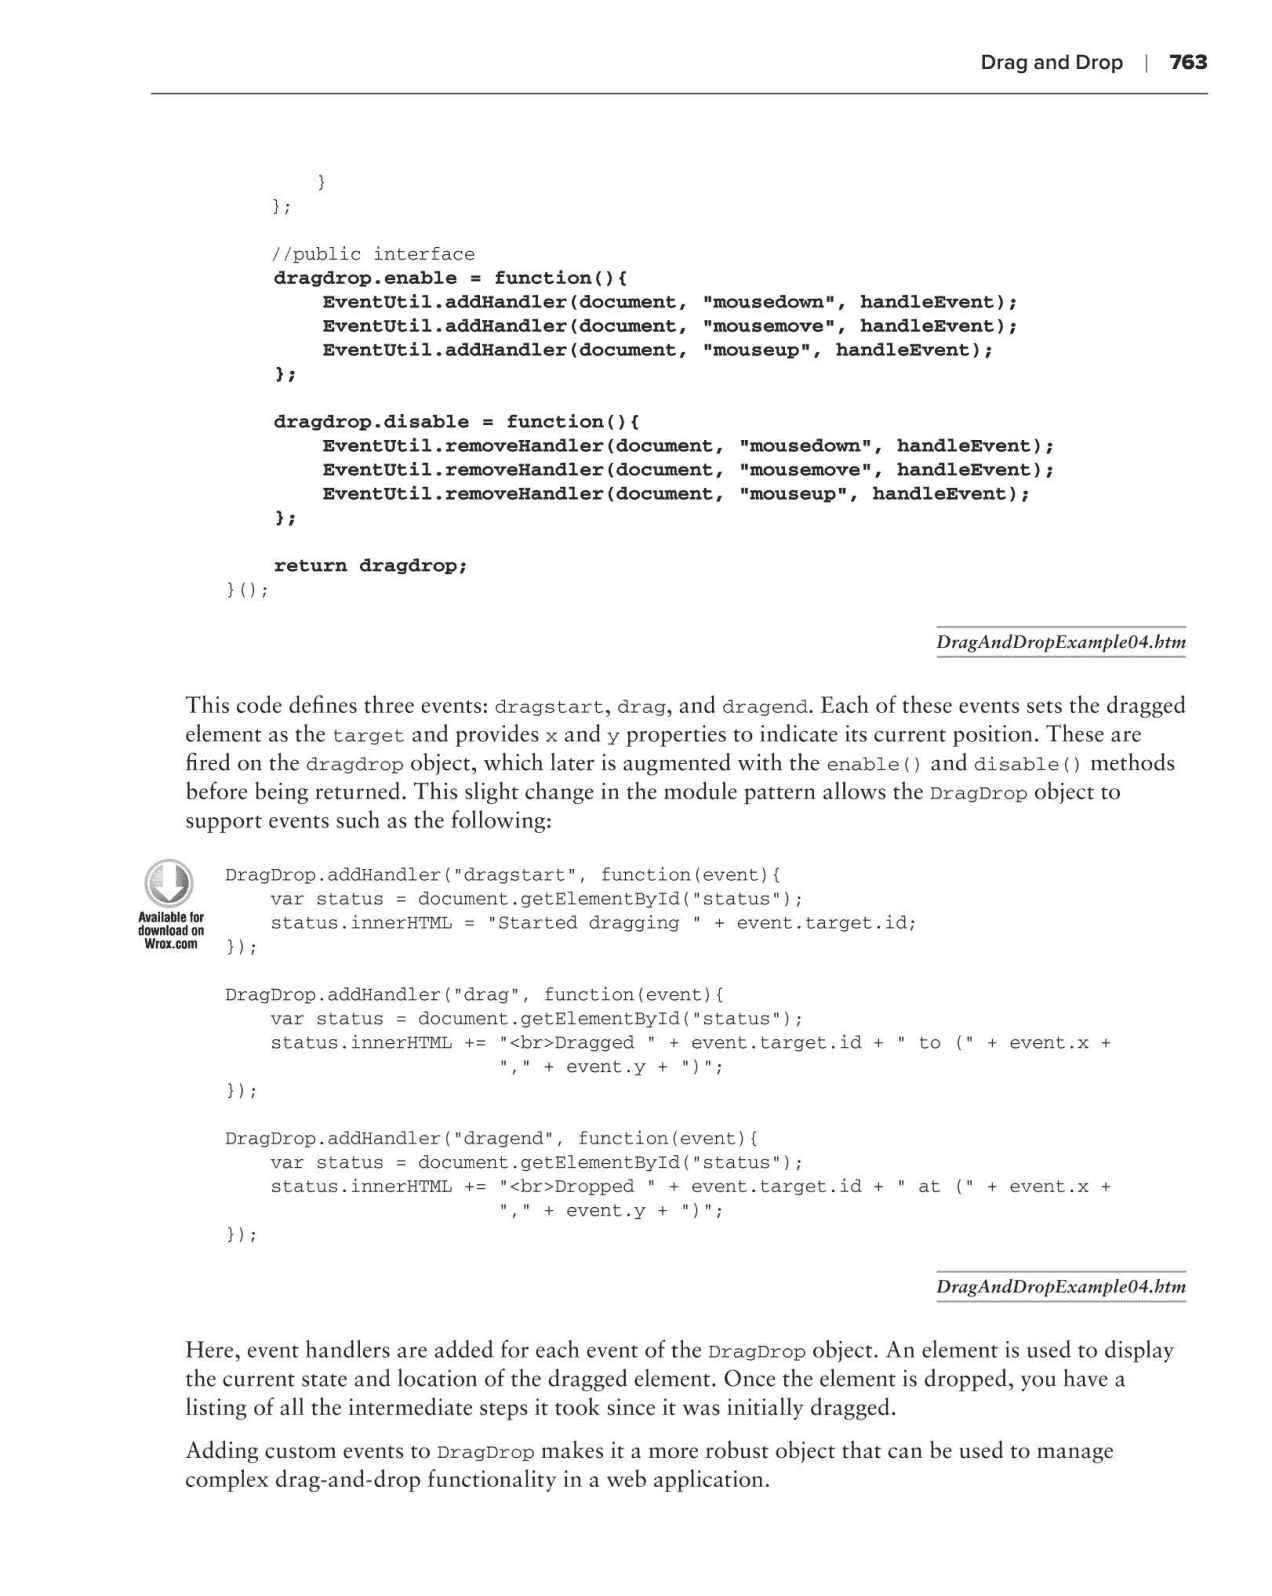 Drag and Drop | 763
}
};
//public interface
dragdrop.enable = function(){
EventUtil.addHandler(document, "mousedown", handleEvent);
EventUtil.addHandler(document, "mousemove", handleEvent);
EventUtil.addHandler(document, "mouseup", handleEvent);
};
dragdrop.disable = function(){
EventUtil.removeHandler(document, "mousedown", handleEvent);
EventUtil.removeHandler(document, "mousemove", handleEvent);
EventUtil.removeHandler(document, "mouseup", handleEvent);
};
return dragdrop;
}();
DragAndDropExample04.htm
This code defines three events: dragstart, drag, and dragend. Each of these events sets the dragged
element as the target and provides x and y properties to indicate its current position. These are
fired on the dragdrop object, which later is augmented with the enable() and disable() methods
before being returned. This slight change in the module pattern allows the DragDrop object to
support events such as the following:
Available for
download on
Wrox.com
DragDrop.addHandler("dragstart", function(event){
var status = document.getElementById("status");
status.innerHTML = "Started dragging " + event.target.id;
});
DragDrop.addHandler("drag", function(event){
var status = document.getElementById("status");
status.innerHTML += "<br>Dragged " + event.target.id + " to (" + event.x +
"," + event.y + ")";
});
DragDrop.addHandler("dragend", function(event){
var status = document.getElementById("status");
status.innerHTML += "<br>Dropped " + event.target.id + " at (" + event.x +
"," + event.y + ")";
});
DragAndDropExample04.htm
Here, event handlers are added for each event of the DragDrop object. An element is used to display
the current state and location of the dragged element. Once the element is dropped, you have a
listing of all the intermediate steps it took since it was initially dragged.
Adding custom events to DragDrop makes it a more robust object that can be used to manage
complex drag-and-drop functionality in a web application.